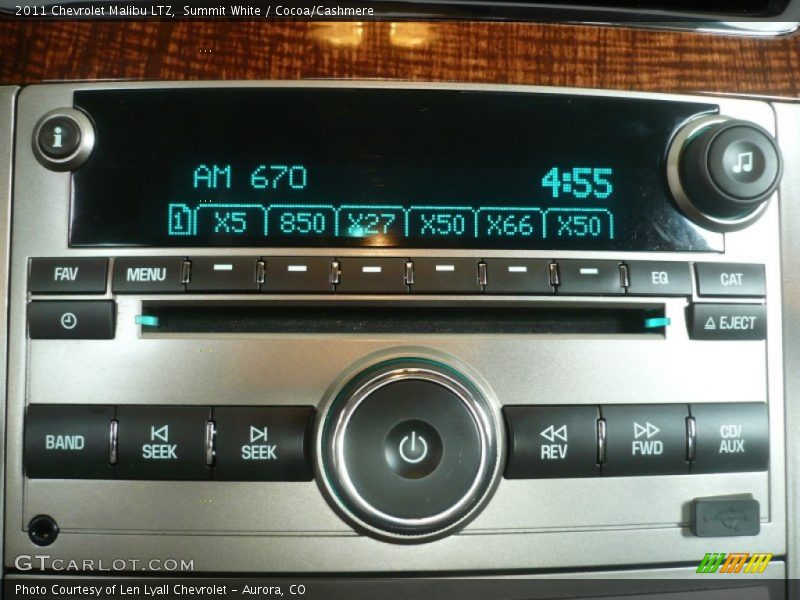 2011 Chevrolet Malibu LTZ, Summit White / Cocoa/Cashmere
i
AM 670
4:55
1 X5 850 X27 X50 X66 X50
FAV MENU EQ CAT
EJECT
BAND SEEK SEEK REV FWD CD/
AUX
GTCARLOT.COM
Photo Courtesy of Len Lyall Chevrolet - Aurora, CO